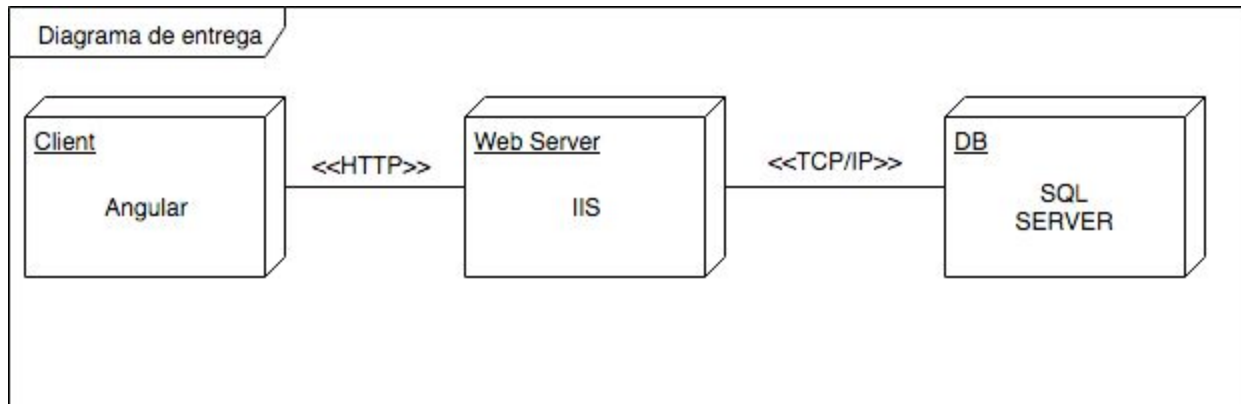 Diagrama de entrega
Client
Angular
<<HTTP>>
Web Server
IIS
<<TCP/IP>>
DB
SQL
SERVER